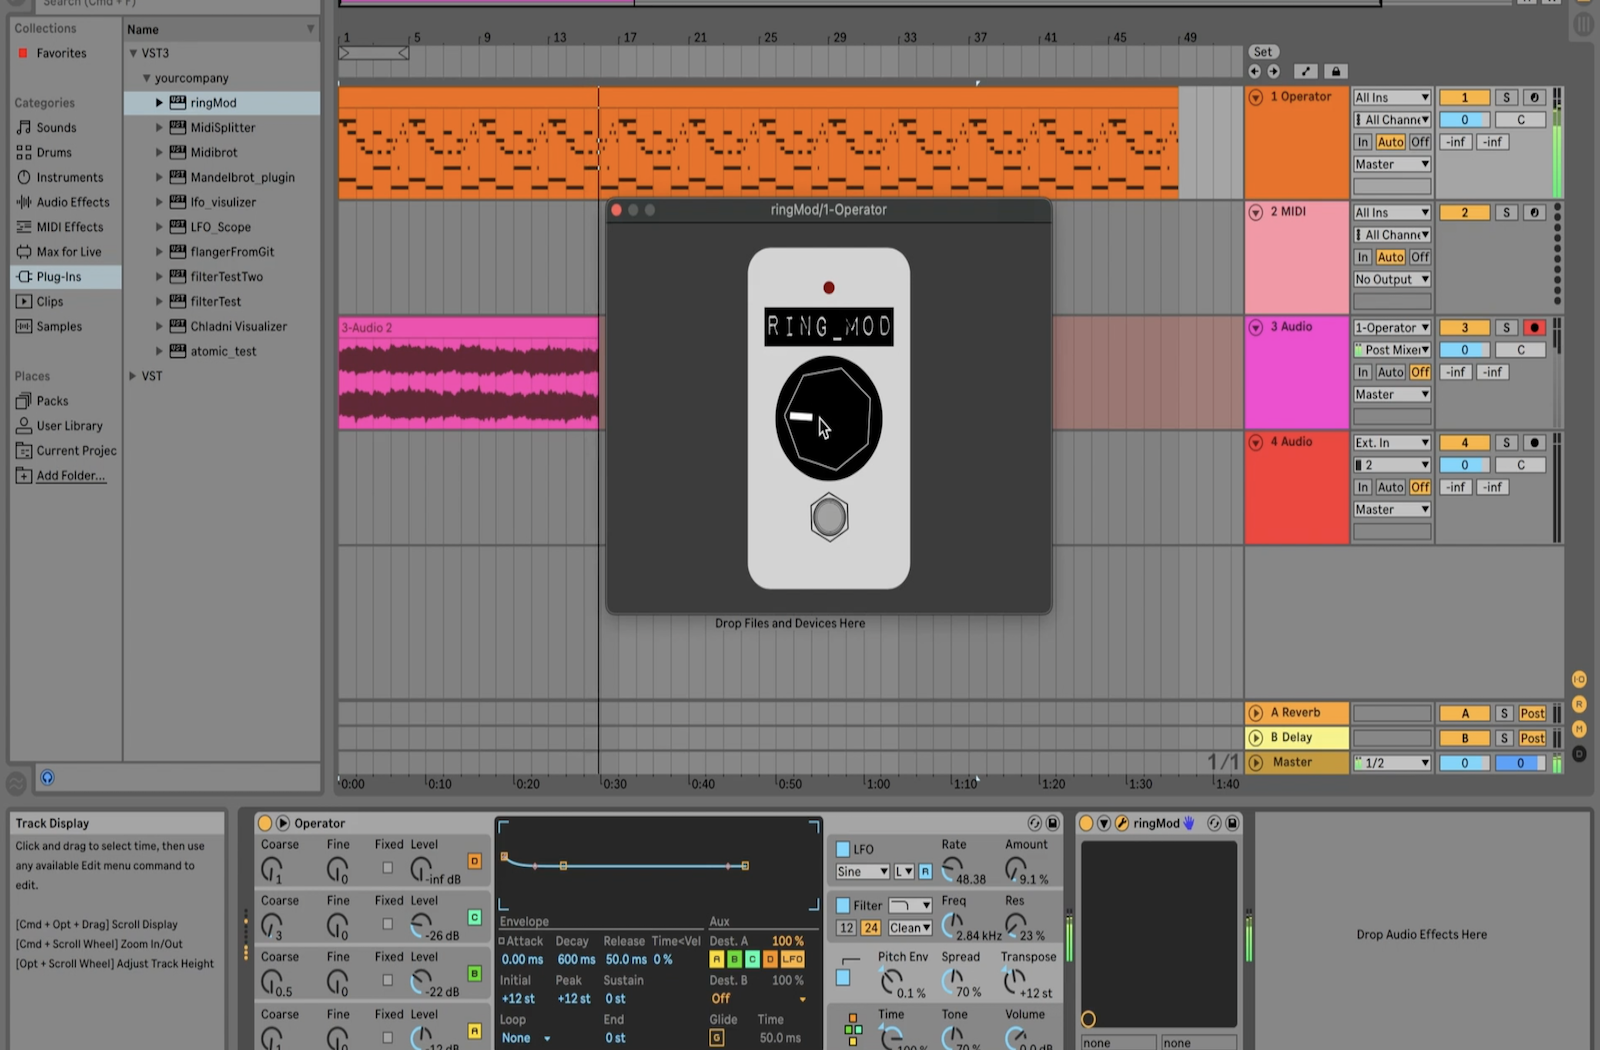 Search (Cmd + F)
Collections
Favorites
Categories
Sounds
Drums
Instruments
Audio Effects
MIDI Effects
Max for Live
Plug-Ins
Clips
Samples
Places
Packs
User Library
Current Projec
Add Folder...
Name
VST3
yourcompany
ringMod
MidiSplitter
Midibrot
Mandelbrot_plugin
lfo_visulizer
LFO_Scope
flangerFromGit
filterTestTwo
filterTest
Chladni Visualizer
atomic_test
VST
1 5 9 13 17 21 25 29 33 37 41 45 49
3-Audio 2
ringMod/1-Operator
RING_MOD
Drop Files and Devices Here
1/1
0:00 0:10 0:20 0:30 0:40 0:50 1:00 1:10 1:20 1:30 1:40
Set
1 Operator
All Ins 1 S
All Channe 0 C
In Auto Off -inf -inf
Master
2 MIDI
All Ins 2 S
All Channe
In Auto Off
No Output
3 Audio
1-Operator 3 S
Post Mixer 0 C
In Auto Off -inf -inf
Master
4 Audio
Ext. In 4 S
2 0 C
In Auto Off -inf -inf
Master
A Reverb A S Post
B Delay B S Post
Master 1/2 0 0
I·O
R
M
D
Track Display
Click and drag to select time, then use
any available Edit menu command to
edit.
[Cmd + Opt + Drag] Scroll Display
[Cmd + Scroll Wheel] Zoom In/Out
[Opt + Scroll Wheel] Adjust Track Height
Operator
Coarse Fine Fixed Level
1 0 -inf dB D
Coarse Fine Fixed Level
3 0 -26 dB C
Coarse Fine Fixed Level
0.5 0 -22 dB B
Coarse Fine Fixed Level
1 0 -12 dB A
Envelope
Attack Decay Release Time<Vel
0.00 ms 600 ms 50.0 ms 0 %
Initial Peak Sustain
+12 st +12 st 0 st
Loop End
None 0 st
Aux
Dest. A 100 %
A B C D LFO
Dest. B 100 %
Off
Glide Time
G 50.0 ms
LFO Rate Amount
Sine L R 48.38 9.1 %
Filter Freq Res
12 24 Clean 2.84 kHz 23 %
Pitch Env Spread Transpose
0.1 % 70 % +12 st
Time Tone Volume
100 % 70 % 0.0 dB
ringMod
none none
Drop Audio Effects Here